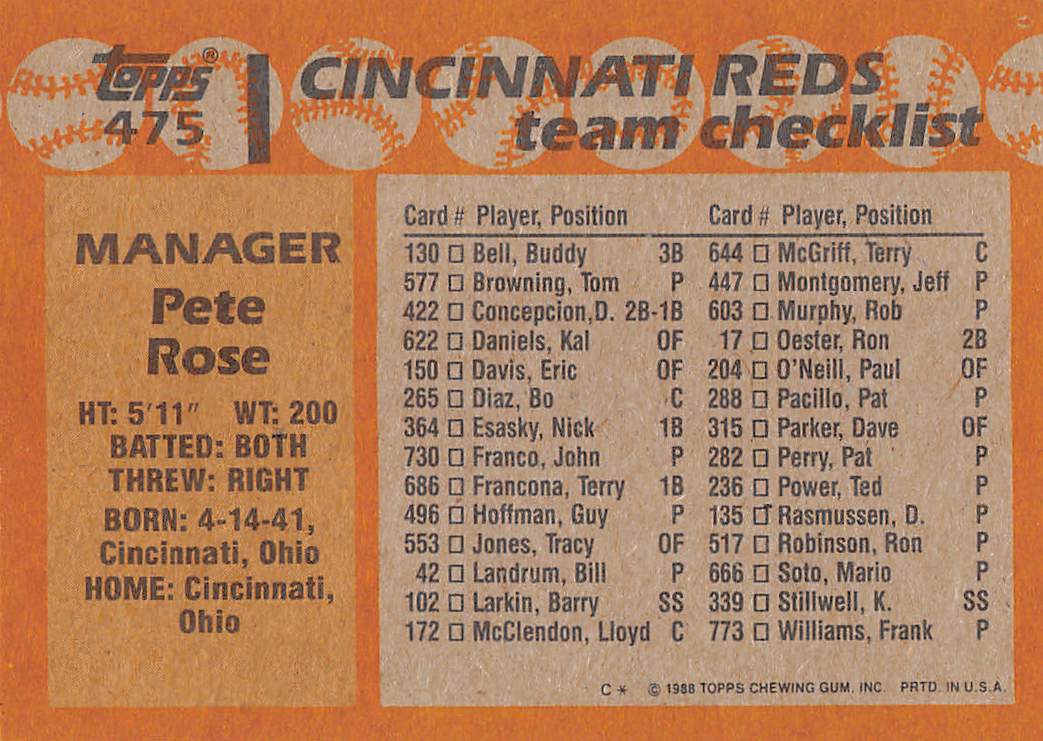 topps®
475
CINCINNATI REDS
team checklist
MANAGER
Pete
Rose
HT: 5'11" WT: 200
BATTED: BOTH
THREW: RIGHT
BORN: 4-14-41,
Cincinnati, Ohio
HOME: Cincinnati,
Ohio
Card # Player, Position
130 □ Bell, Buddy 3B
577 □ Browning, Tom P
422 □ Concepcion,D. 2B-1B
622 □ Daniels, Kal OF
150 □ Davis, Eric OF
265 □ Diaz, Bo C
364 □ Esasky, Nick 1B
730 □ Franco, John P
686 □ Francona, Terry 1B
496 □ Hoffman, Guy P
553 □ Jones, Tracy OF
42 □ Landrum, Bill P
102 □ Larkin, Barry SS
172 □ McClendon, Lloyd C
Card # Player, Position
644 □ McGriff, Terry C
447 □ Montgomery, Jeff P
603 □ Murphy, Rob P
17 □ Oester, Ron 2B
204 □ O'Neill, Paul OF
288 □ Pacillo, Pat P
315 □ Parker, Dave OF
282 □ Perry, Pat P
236 □ Power, Ted P
135 □ Rasmussen, D. P
517 □ Robinson, Ron P
666 □ Soto, Mario P
339 □ Stillwell, K. SS
773 □ Williams, Frank P
C * © 1988 TOPPS CHEWING GUM, INC. PRTD. IN U.S.A.